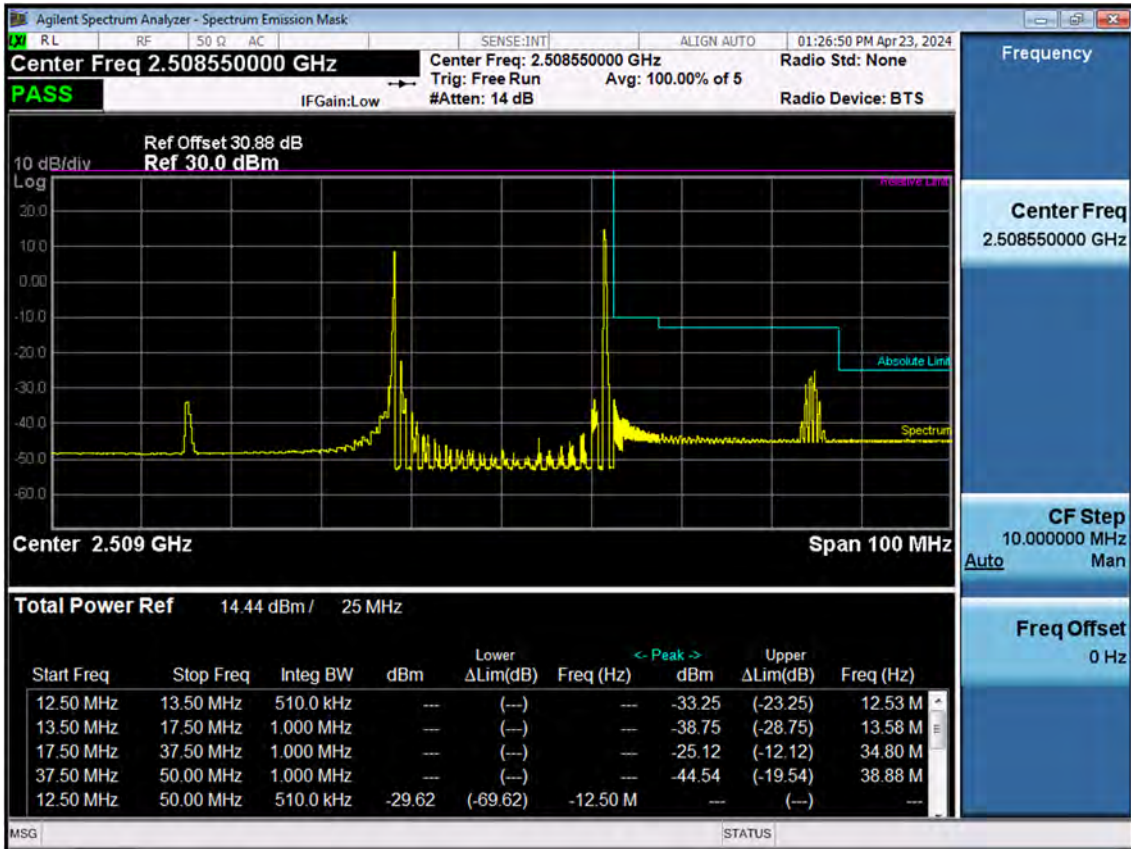 Agilent Spectrum Analyzer - Spectrum Emission Mask
LXI RL RF 50 Ω AC SENSE:INT ALIGN AUTO 01:26:50 PM Apr 23, 2024
Center Freq 2.508550000 GHz Center Freq: 2.508550000 GHz Radio Std: None
Trig: Free Run Avg: 100.00% of 5
PASS IFGain:Low #Atten: 14 dB Radio Device: BTS
Ref Offset 30.88 dB
10 dB/div Ref 30.0 dBm
Log Relative Limit
20.0
10.0
0.00
-10.0
-20.0
Absolute Limit
-30.0
-40.0
Spectrum
-50.0
-60.0
Center 2.509 GHz Span 100 MHz
Total Power Ref 14.44 dBm / 25 MHz
Lower <- Peak -> Upper
Start Freq Stop Freq Integ BW dBm ΔLim(dB) Freq (Hz) dBm ΔLim(dB) Freq (Hz)
12.50 MHz 13.50 MHz 510.0 kHz --- (---) --- -33.25 (-23.25) 12.53 M
13.50 MHz 17.50 MHz 1.000 MHz --- (---) --- -38.75 (-28.75) 13.58 M
17.50 MHz 37.50 MHz 1.000 MHz --- (---) --- -25.12 (-12.12) 34.80 M
37.50 MHz 50.00 MHz 1.000 MHz --- (---) --- -44.54 (-19.54) 38.88 M
12.50 MHz 50.00 MHz 510.0 kHz -29.62 (-69.62) -12.50 M --- (---) ---
MSG STATUS
Frequency
Center Freq
2.508550000 GHz
CF Step
10.000000 MHz
Auto Man
Freq Offset
0 Hz